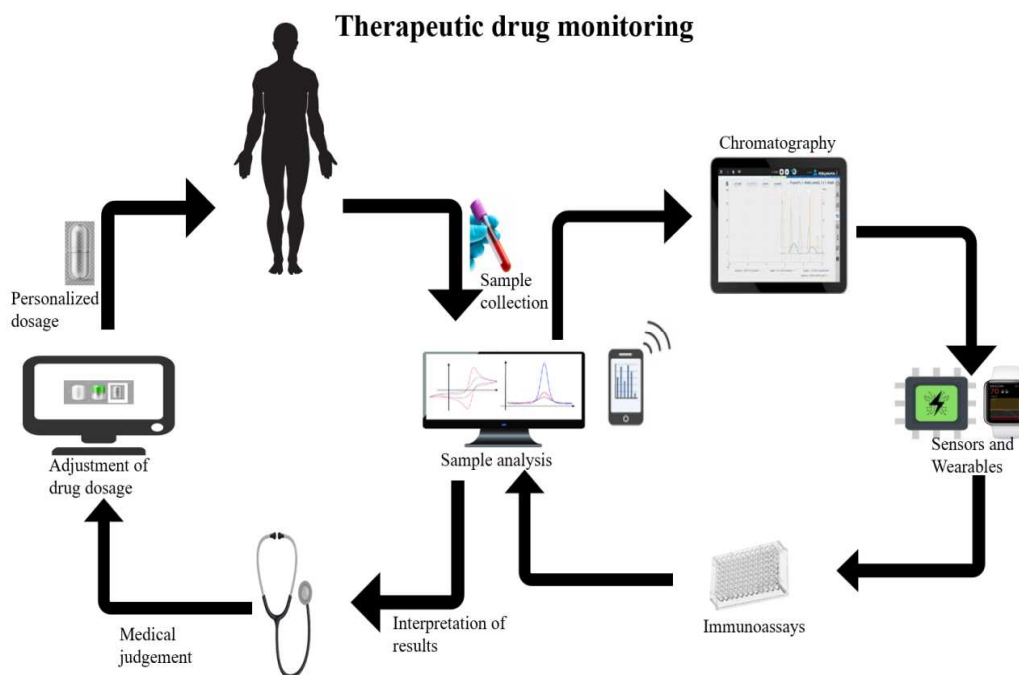 Therapeutic drug monitoring
Chromatography
Personalized
dosage
Sample
collection
Adjustment of
drug dosage
Sample analysis
Sensors and
Wearables
Medical
judgement
Interpretation of
results
Immunoassays